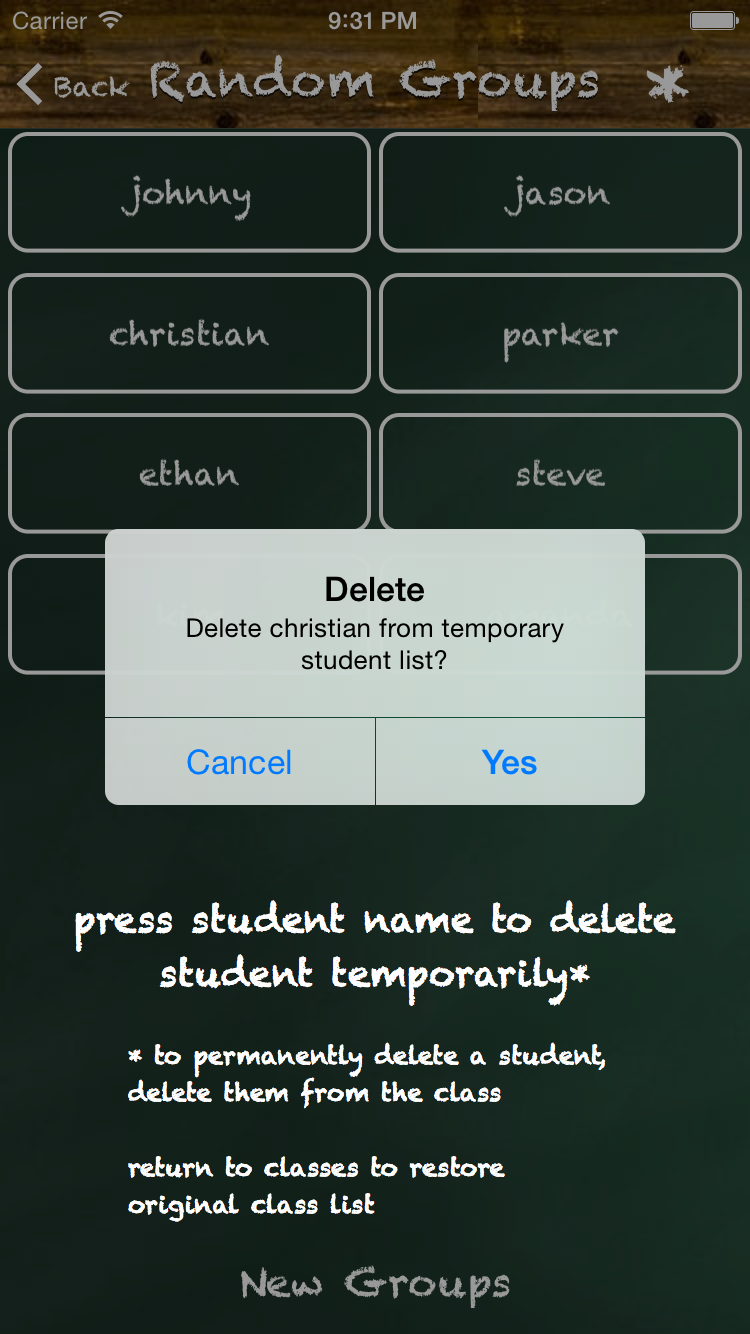 Carrier 9:31 PM
Back Random Groups *
johnny jason
christian parker
ethan steve
Delete
Delete christian from temporary
student list?
Cancel Yes
press student name to delete
student temporarily*
* to permanently delete a student,
delete them from the class
return to classes to restore
original class list
New Groups